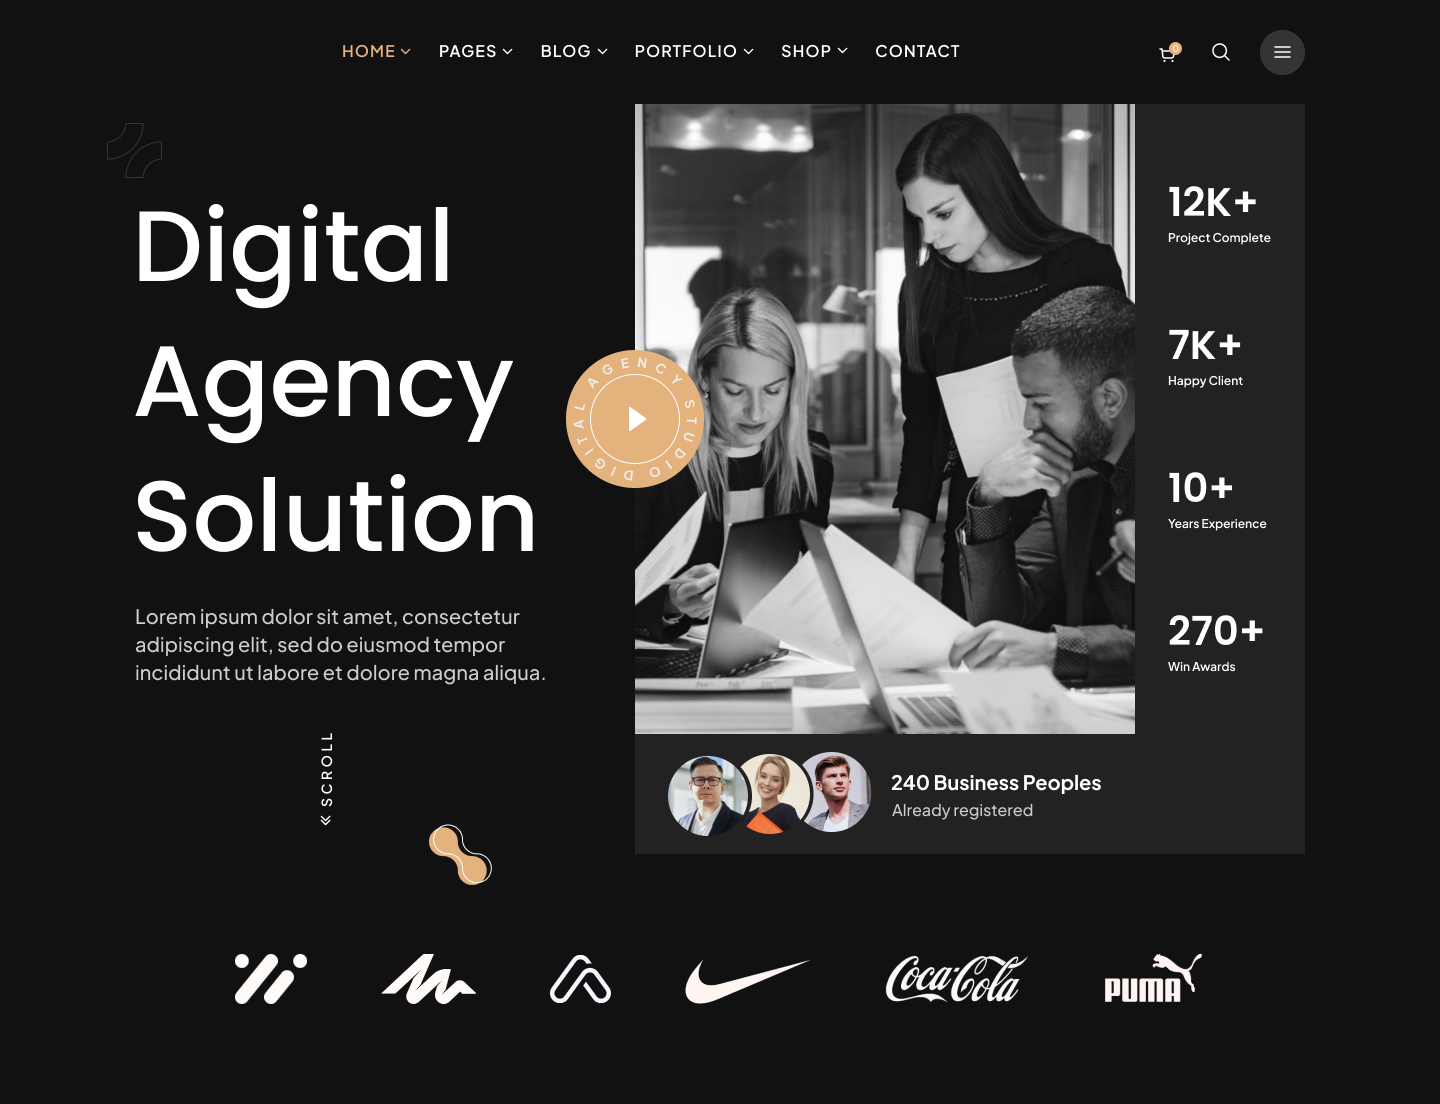 HOME PAGES BLOG PORTFOLIO SHOP CONTACT
0
Digital
Agency
Solution
Lorem ipsum dolor sit amet, consectetur
adipiscing elit, sed do eiusmod tempor
incididunt ut labore et dolore magna aliqua.
SCROLL
DIGITAL AGENCY STUDIO
12K+
Project Complete
7K+
Happy Client
10+
Years Experience
270+
Win Awards
240 Business Peoples
Already registered
Coca-Cola
PUMA